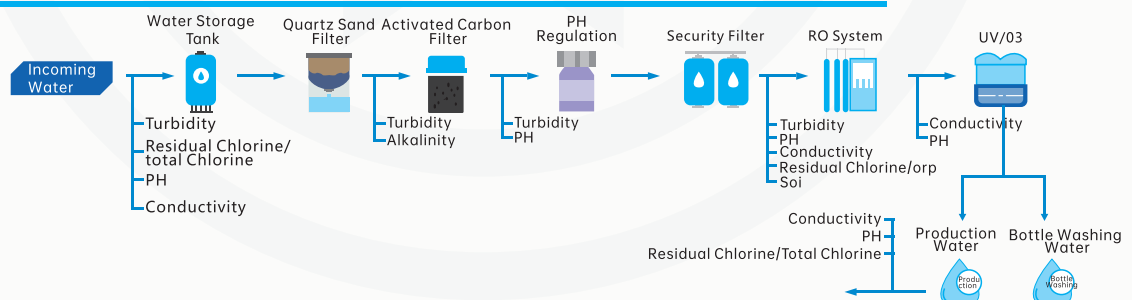 Water Storage
Tank
Quartz Sand
Filter
Activated Carbon
Filter
PH
Regulation
Security Filter
RO System
UV/03
Incoming
Water
Turbidity
Residual Chlorine/
total Chlorine
PH
Conductivity
Turbidity
Alkalinity
Turbidity
PH
Turbidity
PH
Conductivity
Residual Chlorine/orp
Soi
Conductivity
PH
Conductivity
PH
Residual Chlorine/Total Chlorine
Production
Water
Bottle Washing
Water
Produ
ction
Bottle
Washing